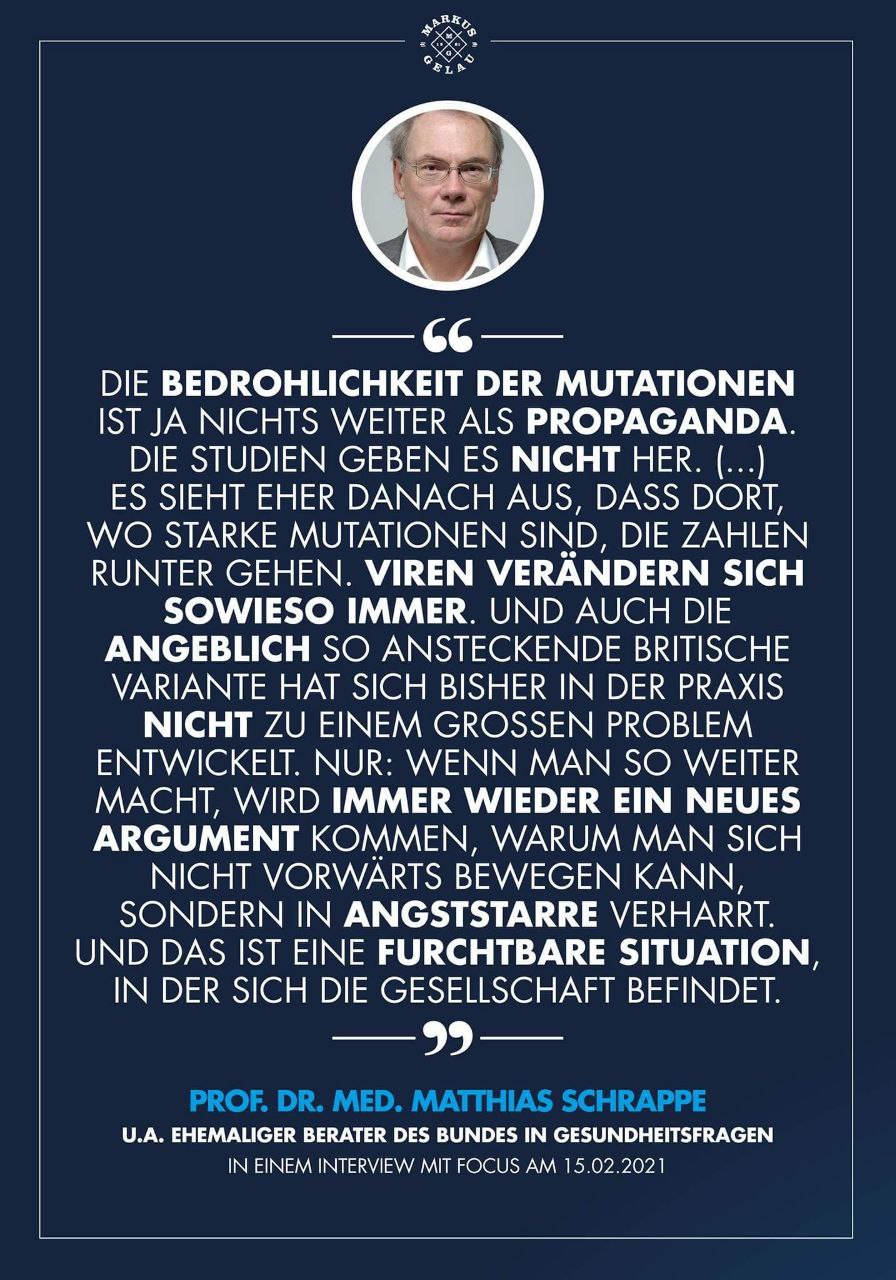 MARKUS
M
19 81
G
GELAU
“
DIE BEDROHLICHKEIT DER MUTATIONEN
IST JA NICHTS WEITER ALS PROPAGANDA.
DIE STUDIEN GEBEN ES NICHT HER. (...)
ES SIEHT EHER DANACH AUS, DASS DORT,
WO STARKE MUTATIONEN SIND, DIE ZAHLEN
RUNTER GEHEN. VIREN VERÄNDERN SICH
SOWIESO IMMER. UND AUCH DIE
ANGEBLICH SO ANSTECKENDE BRITISCHE
VARIANTE HAT SICH BISHER IN DER PRAXIS
NICHT ZU EINEM GROSSEN PROBLEM
ENTWICKELT. NUR: WENN MAN SO WEITER
MACHT, WIRD IMMER WIEDER EIN NEUES
ARGUMENT KOMMEN, WARUM MAN SICH
NICHT VORWÄRTS BEWEGEN KANN,
SONDERN IN ANGSTSTARRE VERHARRT.
UND DAS IST EINE FURCHTBARE SITUATION,
IN DER SICH DIE GESELLSCHAFT BEFINDET.
”
PROF. DR. MED. MATTHIAS SCHRAPPE
U.A. EHEMALIGER BERATER DES BUNDES IN GESUNDHEITSFRAGEN
IN EINEM INTERVIEW MIT FOCUS AM 15.02.2021